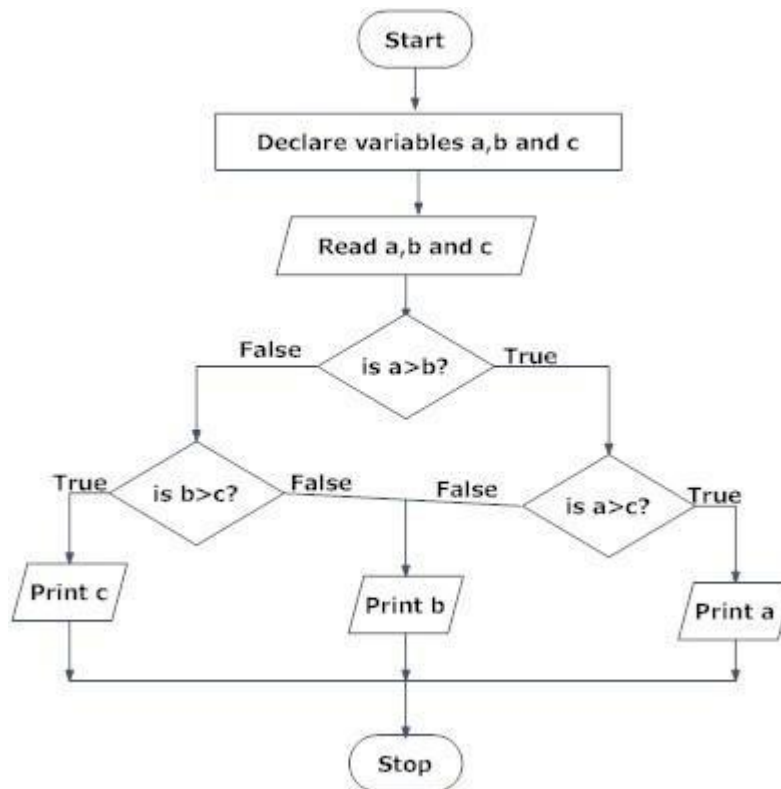 Start
Declare variables a,b and c
Read a,b and c
False
True
is a>b?
True
is b>c?
False
False
is a>c?
True
Print c
Print b
Print a
Stop